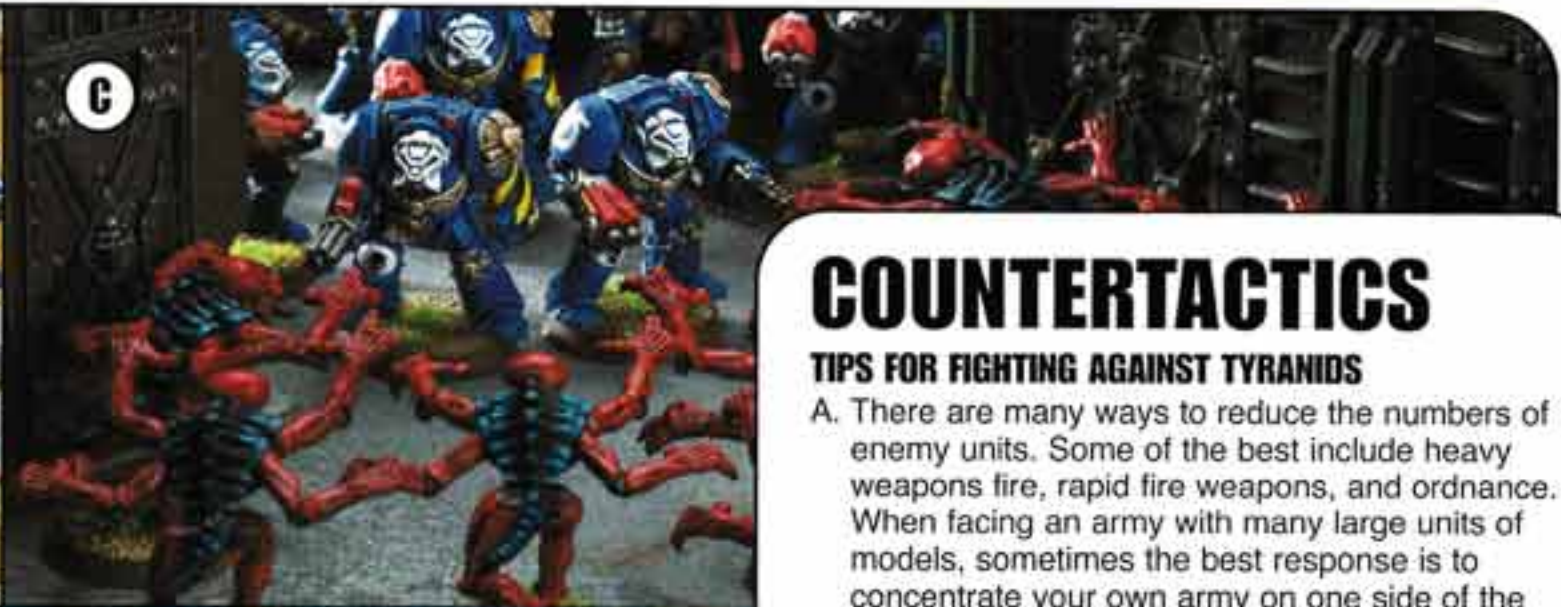 C
COUNTERTACTICS
TIPS FOR FIGHTING AGAINST TYRANIDS
A. There are many ways to reduce the numbers of
enemy units. Some of the best include heavy
weapons fire, rapid fire weapons, and ordnance.
When facing an army with many large units of
models, sometimes the best response is to
concentrate your own army on one side of the